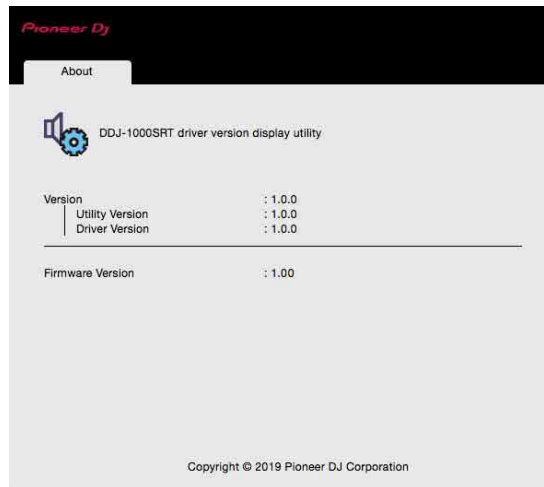 Pioneer Dj
About
DDJ-1000SRT driver version display utility
Version : 1.0.0
Utility Version : 1.0.0
Driver Version : 1.0.0
Firmware Version : 1.00
Copyright © 2019 Pioneer DJ Corporation